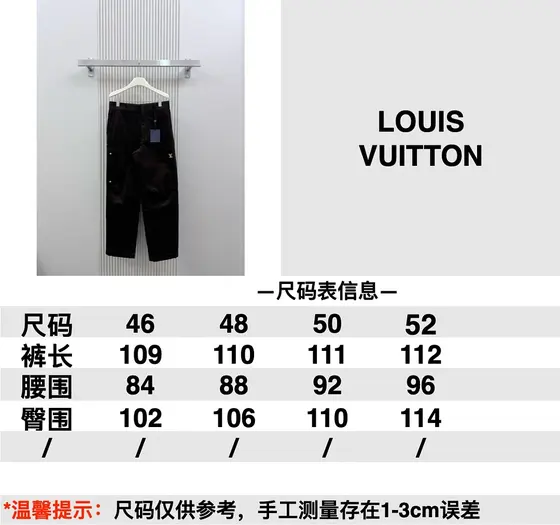 LOUIS
VUITTON
—尺码表信息—
尺码 46 48 50 52
裤长 109 110 111 112
腰围 84 88 92 96
臀围 102 106 110 114
/ / / / /
*温馨提示：尺码仅供参考，手工测量存在1-3cm误差